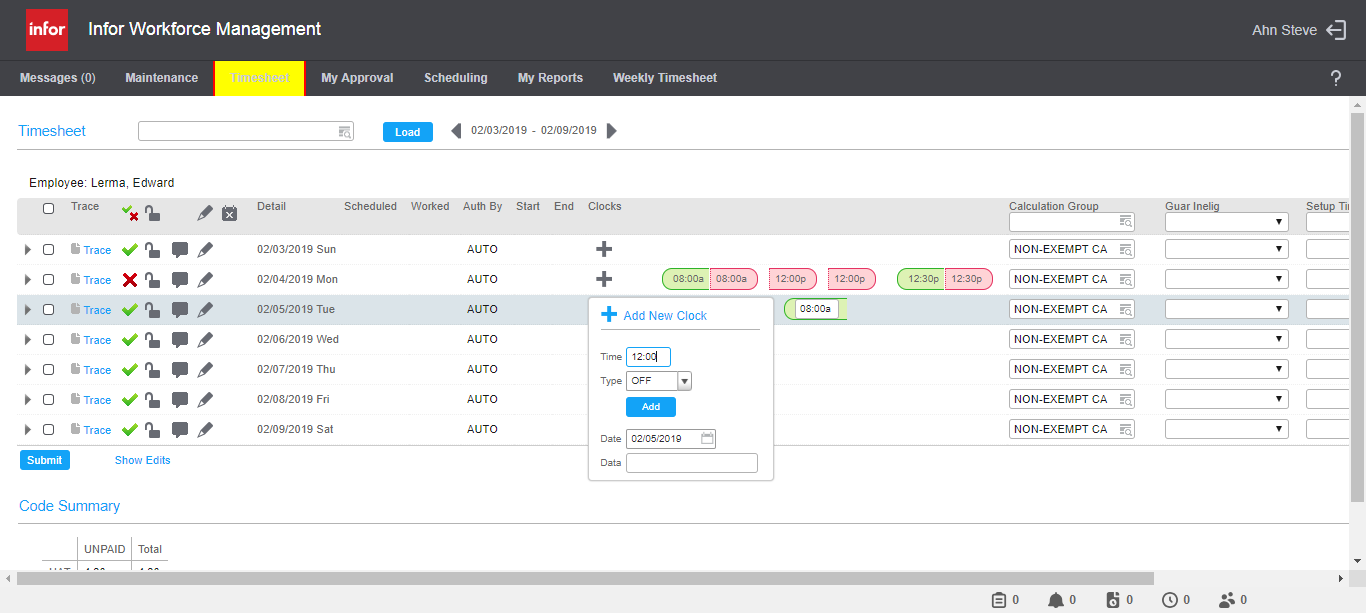 infor Infor Workforce Management Ahn Steve
Messages (0) Maintenance Timesheet My Approval Scheduling My Reports Weekly Timesheet ?
Timesheet Load 02/03/2019 - 02/09/2019
Employee: Lerma, Edward
Trace Detail Scheduled Worked Auth By Start End Clocks Calculation Group Guar Inelig Setup Ti
Trace 02/03/2019 Sun AUTO NON-EXEMPT CA
Trace 02/04/2019 Mon AUTO 08:00a 08:00a 12:00p 12:00p 12:30p 12:30p NON-EXEMPT CA
Trace 02/05/2019 Tue AUTO 08:00a NON-EXEMPT CA
Trace 02/06/2019 Wed AUTO NON-EXEMPT CA
Trace 02/07/2019 Thu AUTO NON-EXEMPT CA
Trace 02/08/2019 Fri AUTO NON-EXEMPT CA
Trace 02/09/2019 Sat AUTO NON-EXEMPT CA
Add New Clock
Time 12:00
Type OFF
Add
Date 02/05/2019
Data
Submit Show Edits
Code Summary
UNPAID Total
0 0 0 0 0